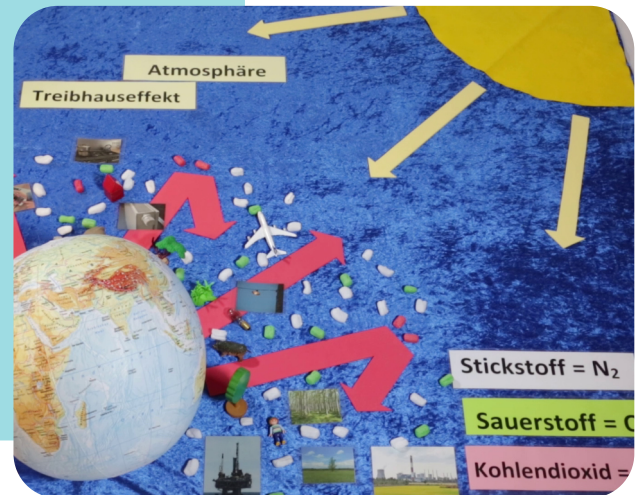 Atmosphäre
Treibhauseffekt
Stickstoff = N₂
Sauerstoff =
Kohlendioxid =